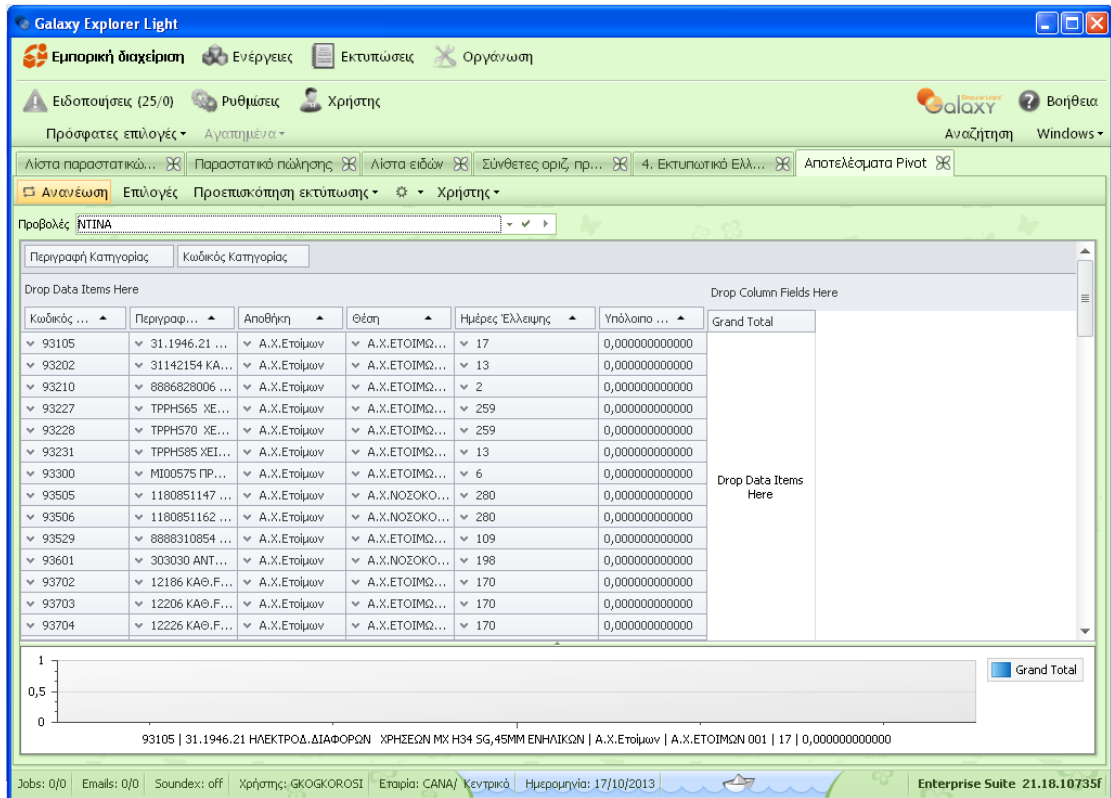 Galaxy Explorer Light
Εμπορική διαχείριση Ενέργειες Εκτυπώσεις Οργάνωση
Ειδοποιήσεις (25/0) Ρυθμίσεις Χρήστης SingularLogic Galaxy Βοήθεια
Πρόσφατες επιλογές Αγαπημένα Αναζήτηση Windows
Λίστα παραστατικώ... Παραστατικό πώλησης Λίστα ειδών Σύνθετες οριζ. πρ... 4. Εκτυπωτικό Ελλ... Αποτελέσματα Pivot
Ανανέωση Επιλογές Προεπισκόπηση εκτύπωσης Χρήστης
Προβολές ΝΤΙΝΑ
Περιγραφή Κατηγορίας Κωδικός Κατηγορίας
Drop Data Items Here Drop Column Fields Here
Κωδικός ... Περιγραφ... Αποθήκη Θέση Ημέρες Έλλειψης Υπόλοιπο ... Grand Total
93105 31.1946.21 ... Α.Χ.Ετοίμων Α.Χ.ΕΤΟΙΜΩ... 17 0,000000000000
93202 31142154 ΚΑ... Α.Χ.Ετοίμων Α.Χ.ΕΤΟΙΜΩ... 13 0,000000000000
93210 8886828006 ... Α.Χ.Ετοίμων Α.Χ.ΕΤΟΙΜΩ... 2 0,000000000000
93227 TPPHS65 ΧΕ... Α.Χ.Ετοίμων Α.Χ.ΕΤΟΙΜΩ... 259 0,000000000000
93228 TPPHS70 ΧΕ... Α.Χ.Ετοίμων Α.Χ.ΕΤΟΙΜΩ... 259 0,000000000000
93231 TPPHS85 ΧΕΙ... Α.Χ.Ετοίμων Α.Χ.ΕΤΟΙΜΩ... 13 0,000000000000
93300 MI00575 ΠΡ... Α.Χ.Ετοίμων Α.Χ.ΕΤΟΙΜΩ... 6 0,000000000000
93505 1180851147 ... Α.Χ.Ετοίμων Α.Χ.ΝΟΣΟΚΟ... 280 0,000000000000
93506 1180851162 ... Α.Χ.Ετοίμων Α.Χ.ΝΟΣΟΚΟ... 280 0,000000000000
93529 8888310854 ... Α.Χ.Ετοίμων Α.Χ.ΕΤΟΙΜΩ... 109 0,000000000000
93601 303030 ΑΝΤ... Α.Χ.Ετοίμων Α.Χ.ΝΟΣΟΚΟ... 198 0,000000000000
93702 12186 ΚΑΘ.F... Α.Χ.Ετοίμων Α.Χ.ΕΤΟΙΜΩ... 170 0,000000000000
93703 12206 ΚΑΘ.F... Α.Χ.Ετοίμων Α.Χ.ΕΤΟΙΜΩ... 170 0,000000000000
93704 12226 ΚΑΘ.F... Α.Χ.Ετοίμων Α.Χ.ΕΤΟΙΜΩ... 170 0,000000000000
Drop Data Items
Here
1
0,5
0
Grand Total
93105 | 31.1946.21 ΗΛΕΚΤΡΟΔ.ΔΙΑΦΟΡΩΝ ΧΡΗΣΕΩΝ MX H34 SG,45MM ΕΝΗΛΙΚΩΝ | Α.Χ.Ετοίμων | Α.Χ.ΕΤΟΙΜΩΝ 001 | 17 | 0,000000000000
Jobs: 0/0 Emails: 0/0 Soundex: off Χρήστης: GKOGKOROSI Εταιρία: CANA/ Κεντρικό Ημερομηνία: 17/10/2013 Enterprise Suite 21.18.10735f